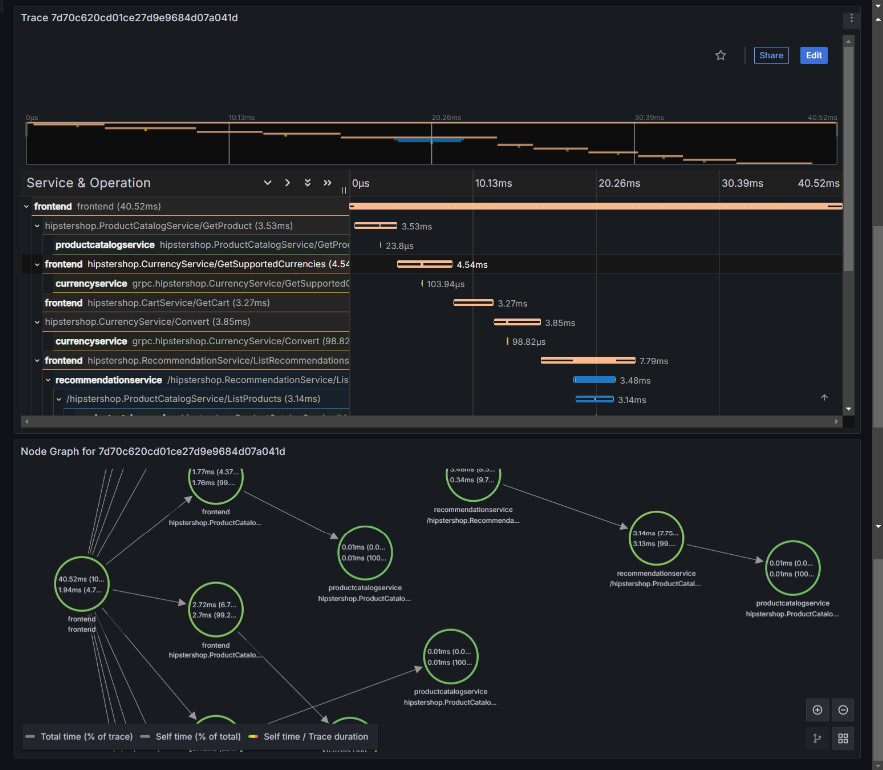 Trace 7d70c620cd01ce27d9e9684d07a041d
Share
Edit
0µs 10.13ms 20.26ms 30.39ms 40.52ms
Service & Operation 0µs 10.13ms 20.26ms 30.39ms 40.52ms
frontend frontend (40.52ms)
hipstershop.ProductCatalogService/GetProduct (3.53ms) 3.53ms
productcatalogservice hipstershop.ProductCatalogService/GetPro 23.8µs
frontend hipstershop.CurrencyService/GetSupportedCurrencies (4.54 4.54ms
currencyservice grpc.hipstershop.CurrencyService/GetSupported 103.94µs
frontend hipstershop.CartService/GetCart (3.27ms) 3.27ms
hipstershop.CurrencyService/Convert (3.85ms) 3.85ms
currencyservice grpc.hipstershop.CurrencyService/Convert (98.82 98.82µs
frontend hipstershop.RecommendationService/ListRecommendations 7.79ms
recommendationservice /hipstershop.RecommendationService/Lis 3.48ms
/hipstershop.ProductCatalogService/ListProducts (3.14ms) 3.14ms
Node Graph for 7d70c620cd01ce27d9e9684d07a041d
1.77ms (4.37...
1.76ms (99....
frontend
hipstershop.ProductCatalo...
3.48ms (8.5...
0.34ms (9.7...
recommendationservice
/hipstershop.Recommenda...
0.01ms (0.0...
0.01ms (100...
productcatalogservice
hipstershop.ProductCatalo...
3.14ms (7.75...
3.13ms (99....
recommendationservice
/hipstershop.ProductCatal...
0.01ms (0.0...
0.01ms (100...
productcatalogservice
hipstershop.ProductCatalo...
40.52ms (10...
1.94ms (4.7...
frontend
frontend
2.72ms (6.7...
2.7ms (99.2...
frontend
hipstershop.ProductCatalo...
0.01ms (0.0...
0.01ms (100...
productcatalogservice
hipstershop.ProductCatalo...
Total time (% of trace) Self time (% of total) Self time / Trace duration